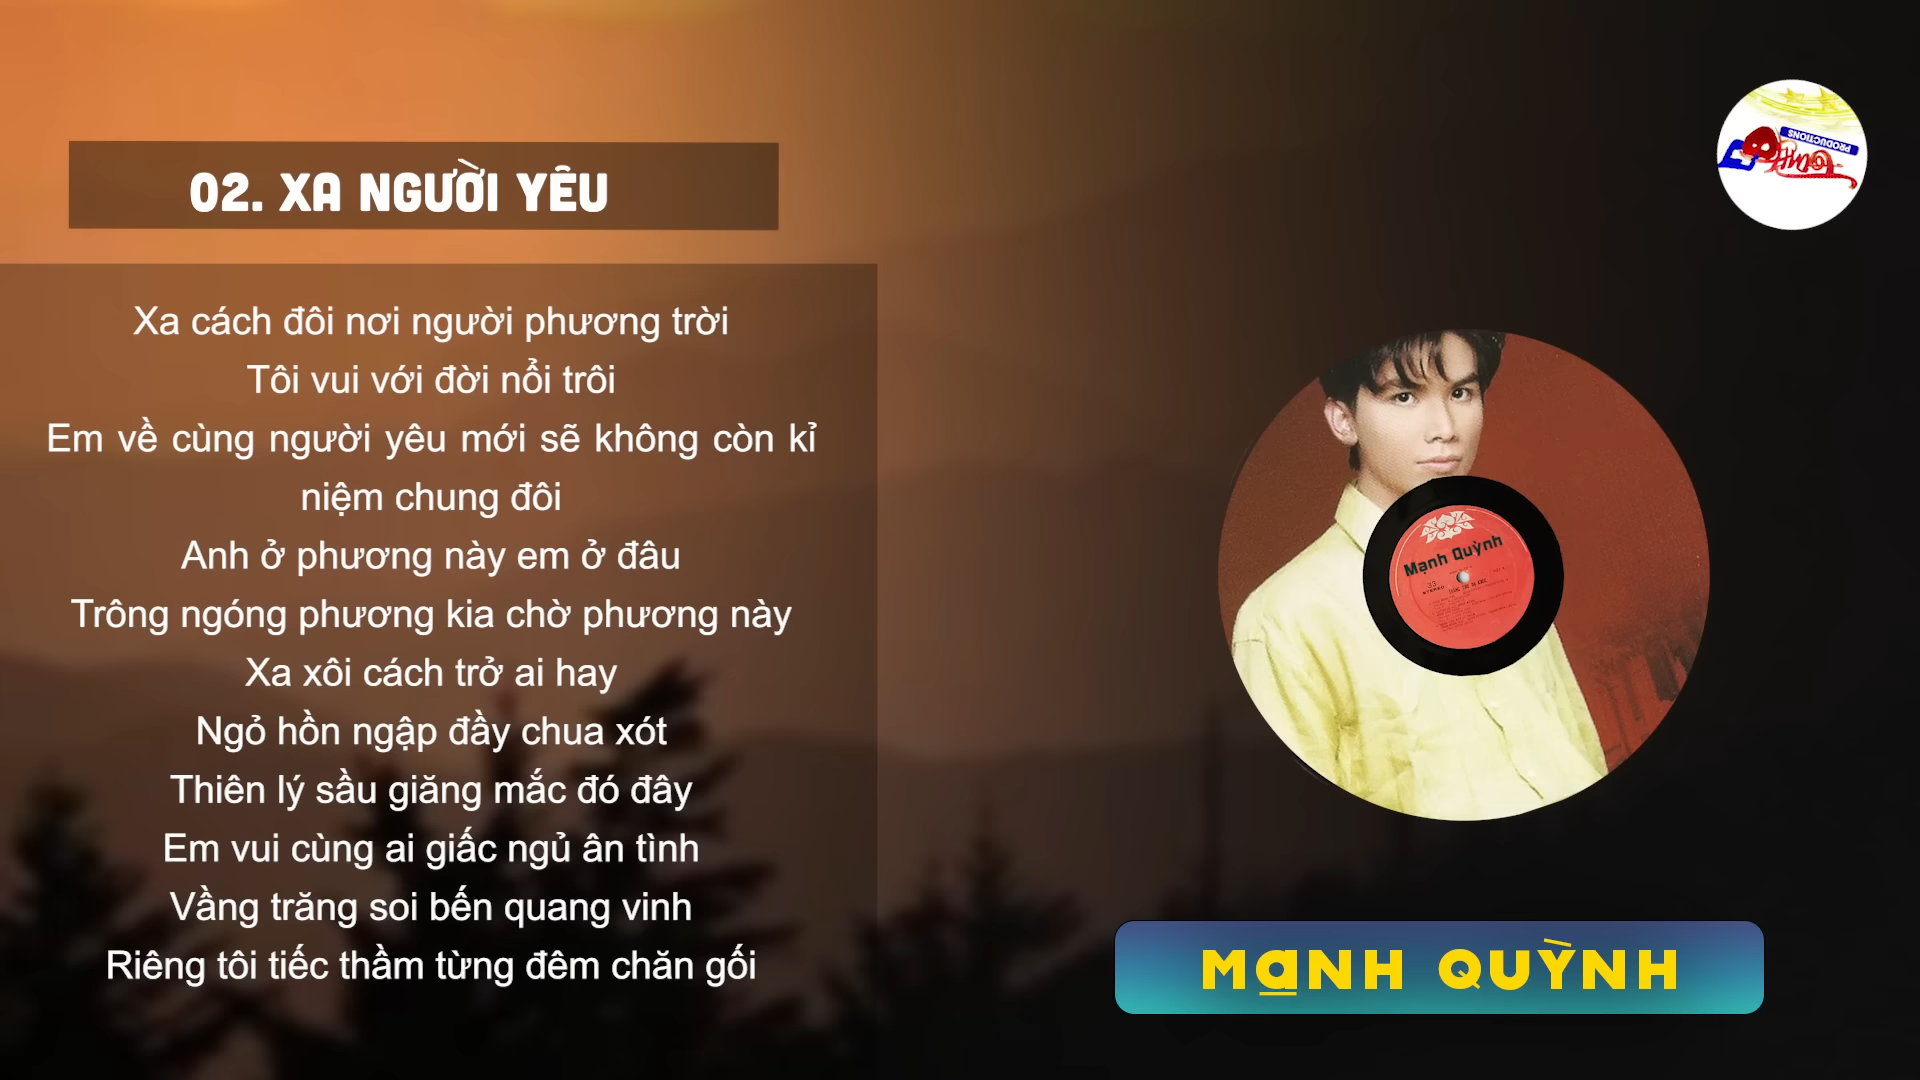 02. XA NGƯỜI YÊU
Xa cách đôi nơi người phương trời
Tôi vui với đời nổi trôi
Em về cùng người yêu mới sẽ không còn kỉ
niệm chung đôi
Anh ở phương này em ở đâu
Trông ngóng phương kia chờ phương này
Xa xôi cách trở ai hay
Ngỏ hồn ngập đầy chua xót
Thiên lý sầu giăng mắc đó đây
Em vui cùng ai giấc ngủ ân tình
Vầng trăng soi bến quang vinh
Riêng tôi tiếc thầm từng đêm chăn gối
PRODUCTIONS
Mạnh Quỳnh
33
STEREO
MẠNH QUỲNH